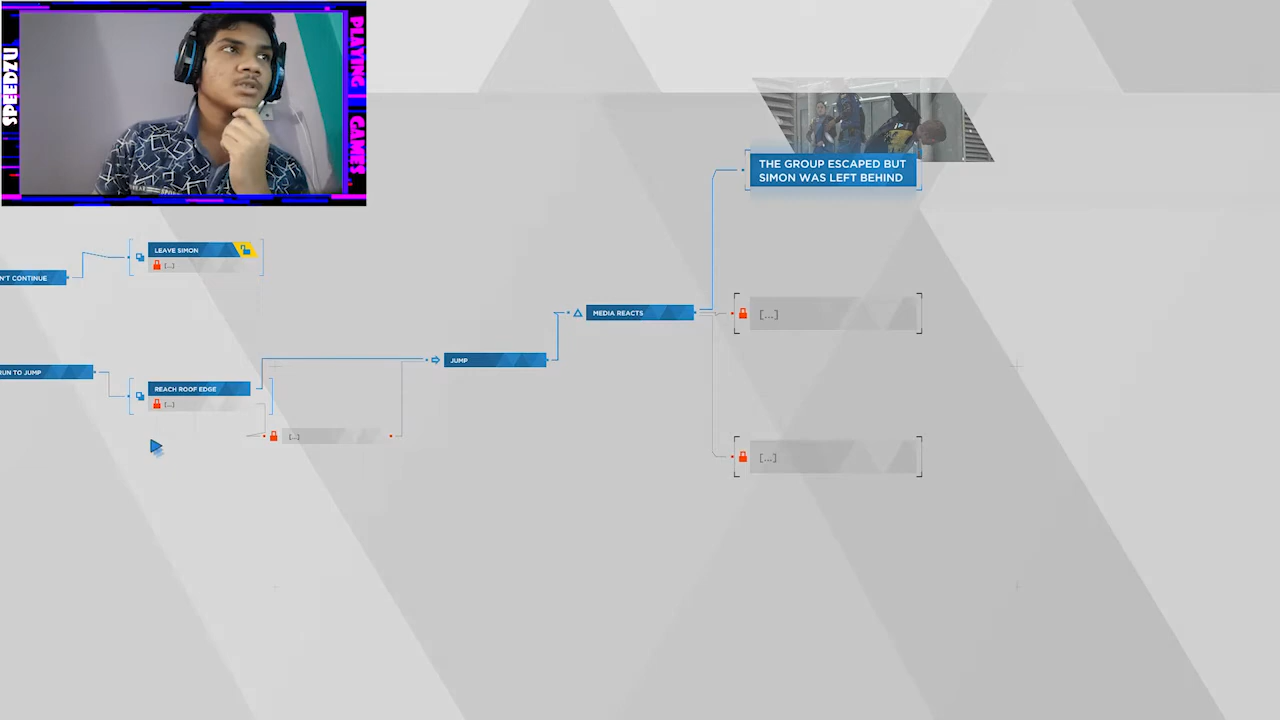 SPEEDZU
PLAYING GAMES
THE GROUP ESCAPED BUT
SIMON WAS LEFT BEHIND
LEAVE SIMON
[...]
N'T CONTINUE
MEDIA REACTS
[...]
JUMP
RUN TO JUMP
REACH ROOF EDGE
[...]
[...]
[...]